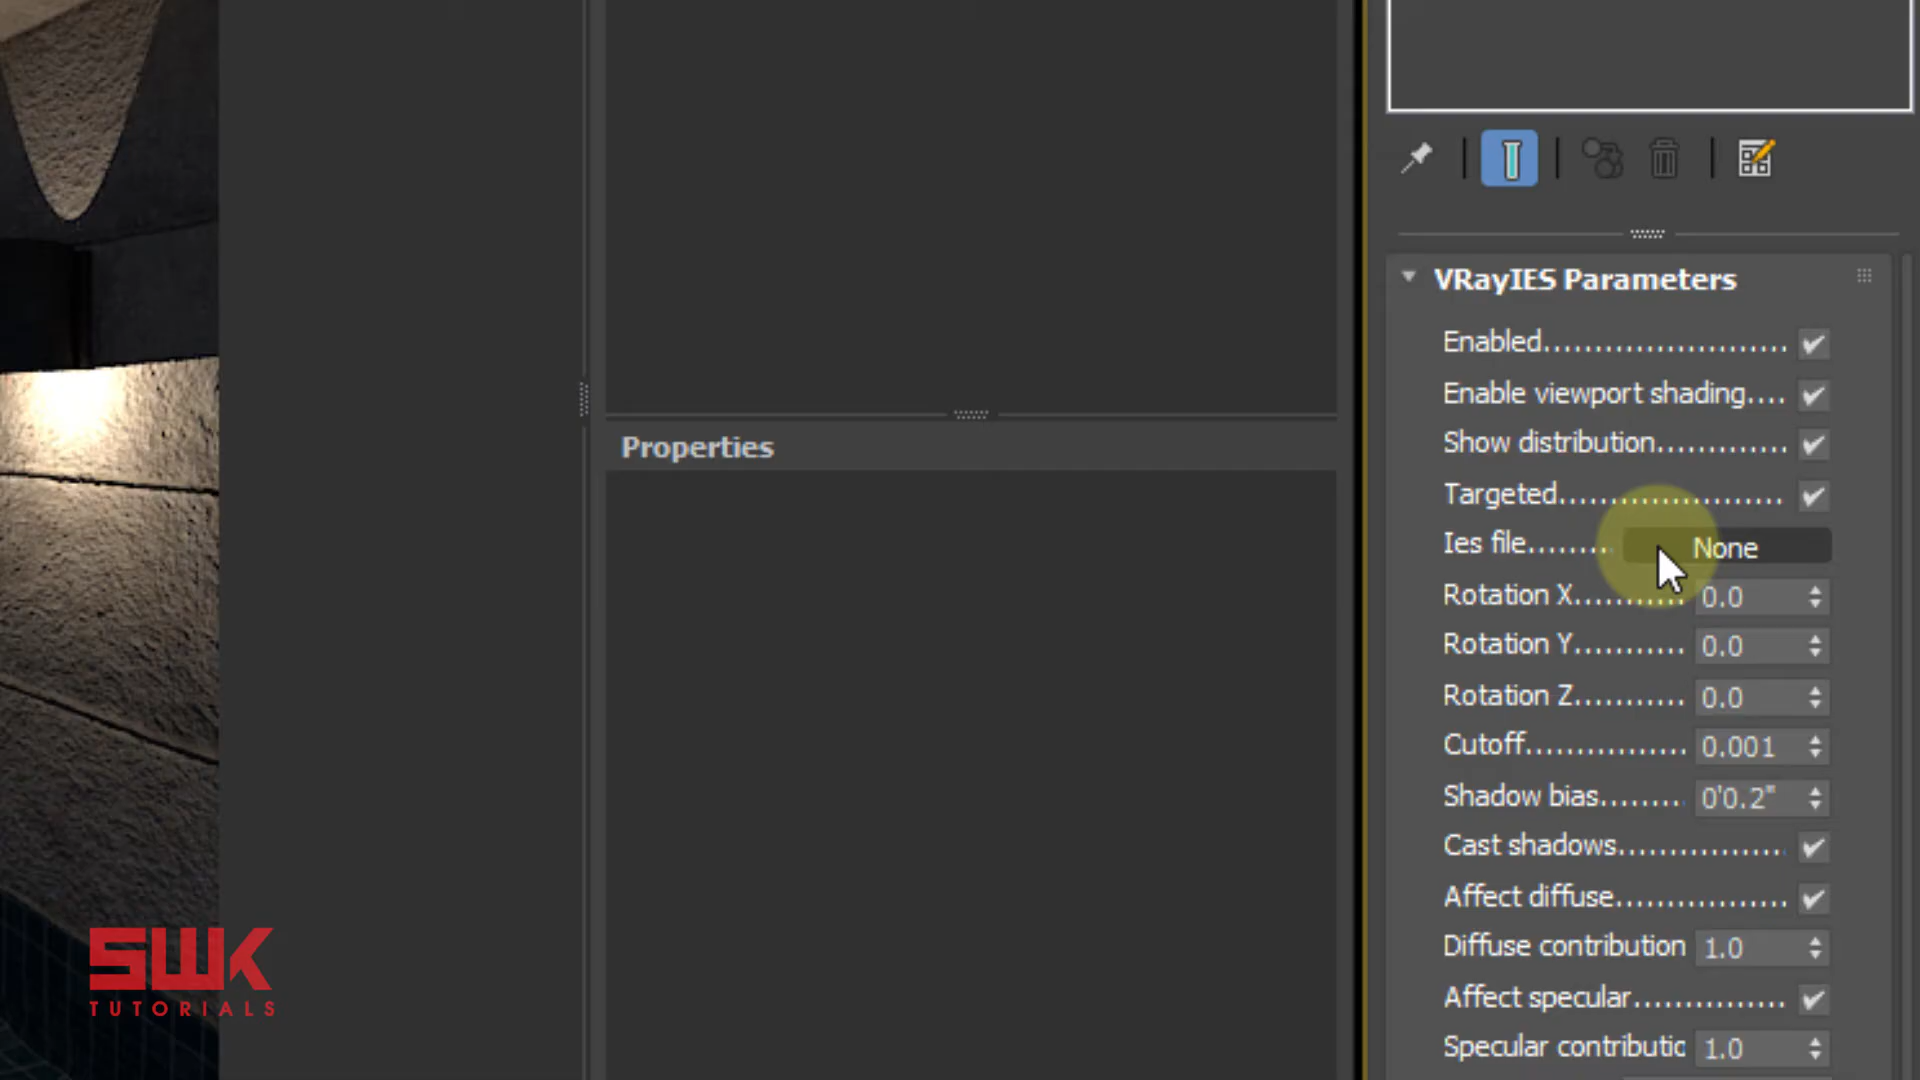 VRayIES Parameters
Enabled........................
Enable viewport shading....
Show distribution.............
Targeted......................
Ies file........ None
Rotation X........... 0.0
Rotation Y........... 0.0
Rotation Z........... 0.0
Cutoff................ 0.001
Shadow bias........ 0'0.2"
Cast shadows................
Affect diffuse.................
Diffuse contribution 1.0
Affect specular...............
Specular contributic 1.0
Properties
SWK
TUTORIALS